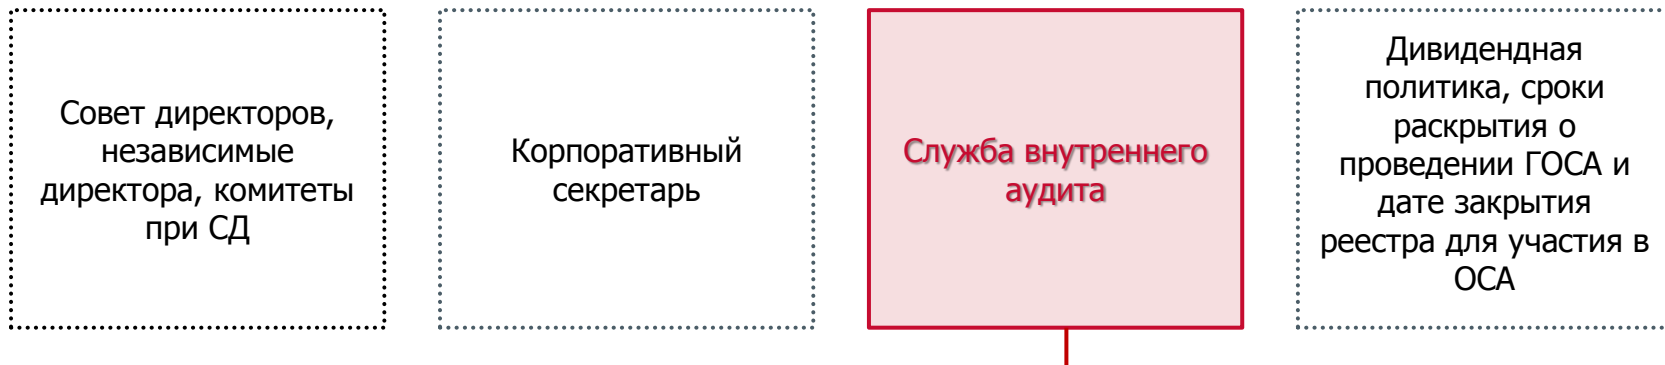 Совет директоров,
независимые
директора, комитеты
при СД
Корпоративный
секретарь
Служба внутреннего
аудита
Дивидендная
политика, сроки
раскрытия о
проведении ГОСА и
дате закрытия
реестра для участия в
ОСА